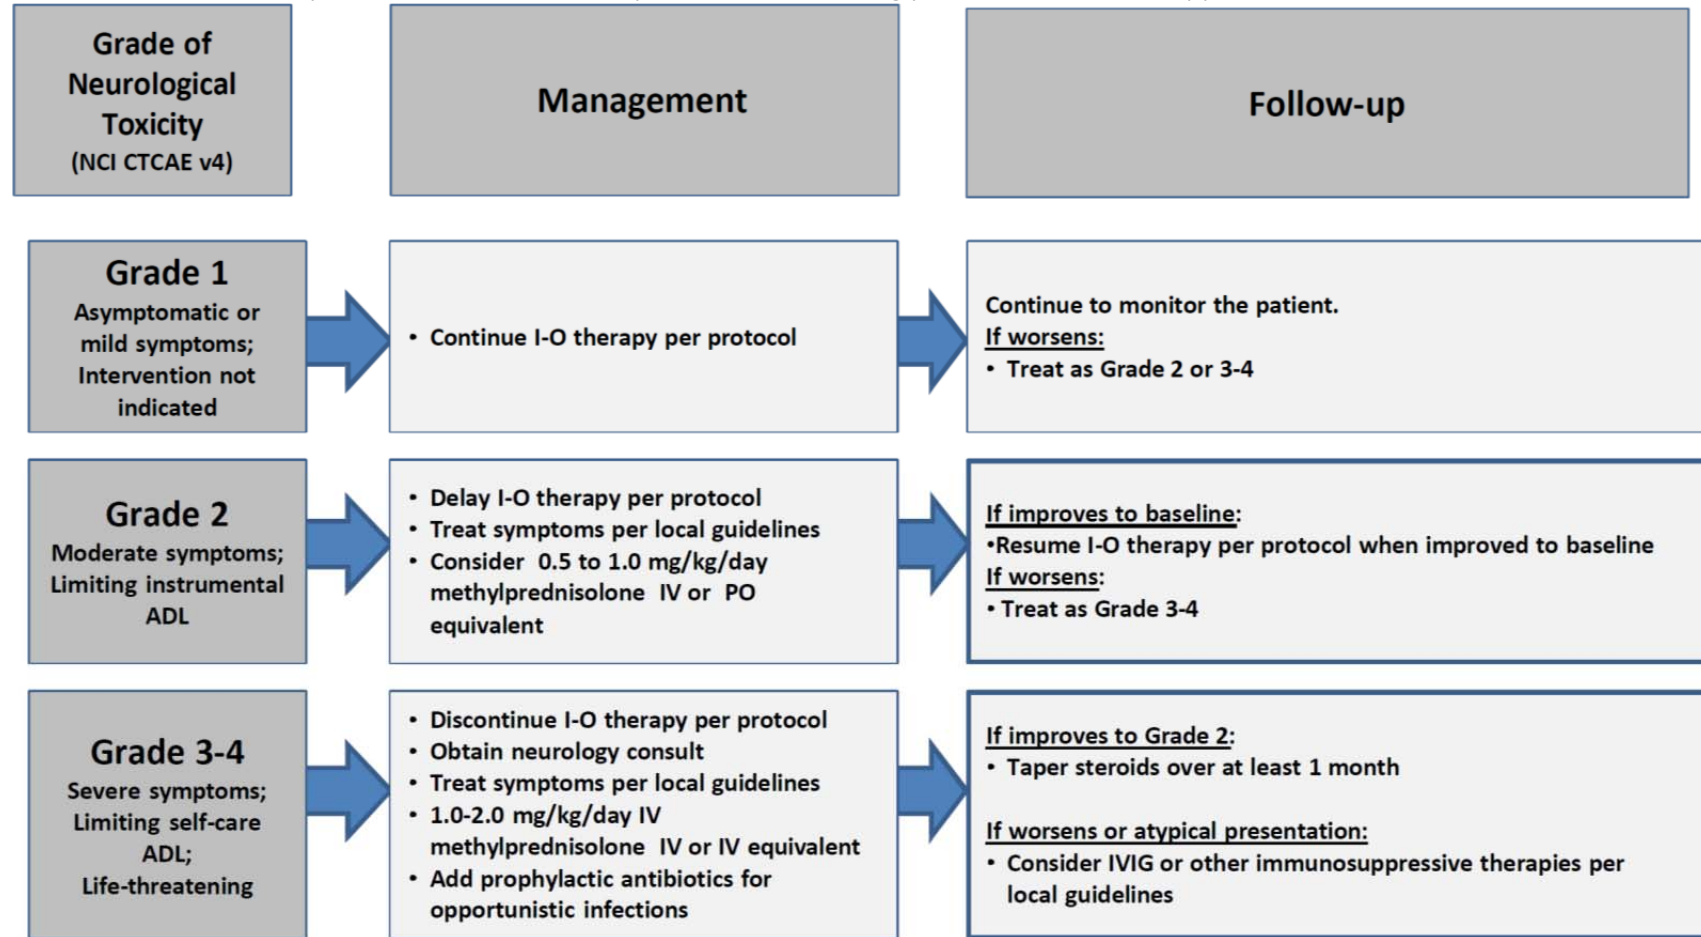 Grade of
Neurological
Toxicity
(NCI CTCAE v4)
Management
Follow-up
Grade 1
Asymptomatic or
mild symptoms;
Intervention not
indicated
• Continue I-O therapy per protocol
Continue to monitor the patient.
If worsens:
• Treat as Grade 2 or 3-4
Grade 2
Moderate symptoms;
Limiting instrumental
ADL
• Delay I-O therapy per protocol
• Treat symptoms per local guidelines
• Consider 0.5 to 1.0 mg/kg/day
methylprednisolone IV or PO
equivalent
If improves to baseline:
•Resume I-O therapy per protocol when improved to baseline
If worsens:
• Treat as Grade 3-4
Grade 3-4
Severe symptoms;
Limiting self-care
ADL;
Life-threatening
• Discontinue I-O therapy per protocol
• Obtain neurology consult
• Treat symptoms per local guidelines
• 1.0-2.0 mg/kg/day IV
methylprednisolone IV or IV equivalent
• Add prophylactic antibiotics for
opportunistic infections
If improves to Grade 2:
• Taper steroids over at least 1 month
If worsens or atypical presentation:
• Consider IVIG or other immunosuppressive therapies per
local guidelines